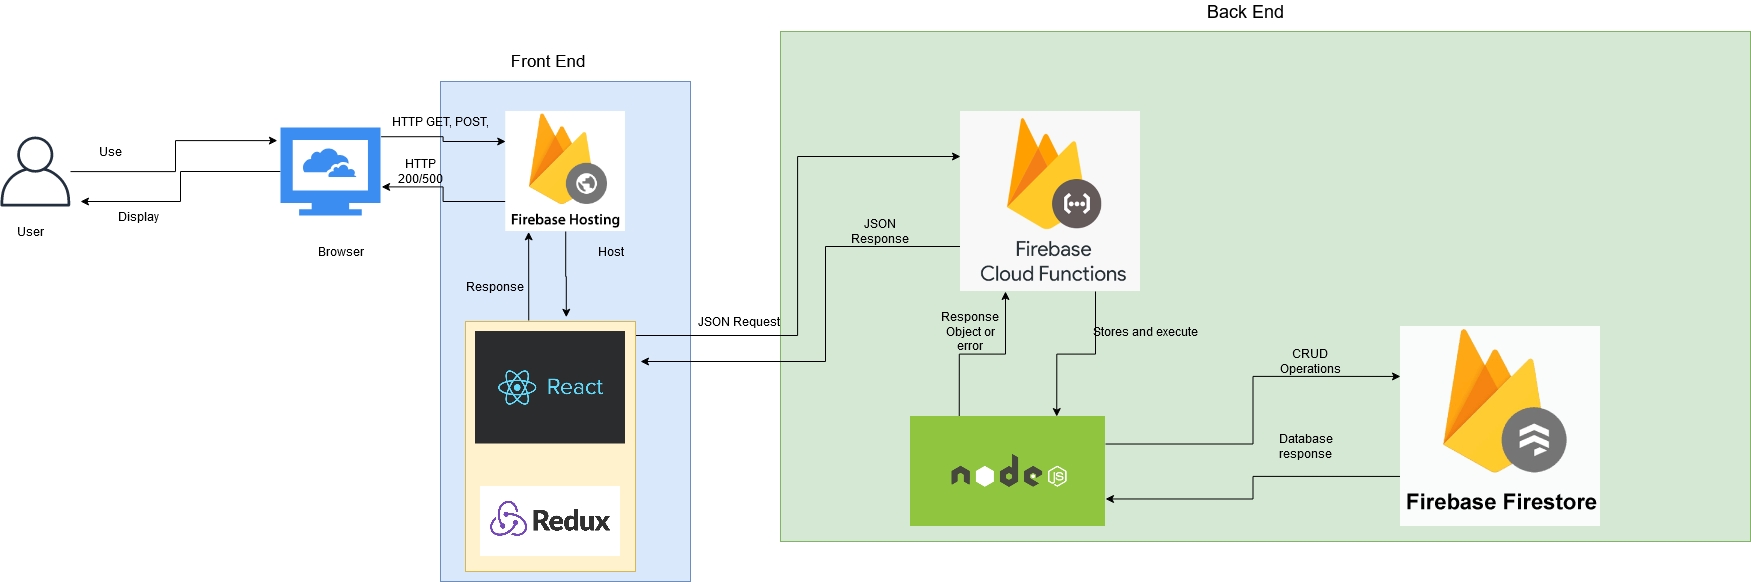 Back End
Front End
HTTP GET, POST,
Use
HTTP
200/500
Display
User
Browser
Firebase Hosting
Host
Response
React
Redux
JSON Request
JSON
Response
Firebase
Cloud Functions
Response
Object or
error
Stores and execute
node
JS
CRUD
Operations
Database
response
Firebase Firestore